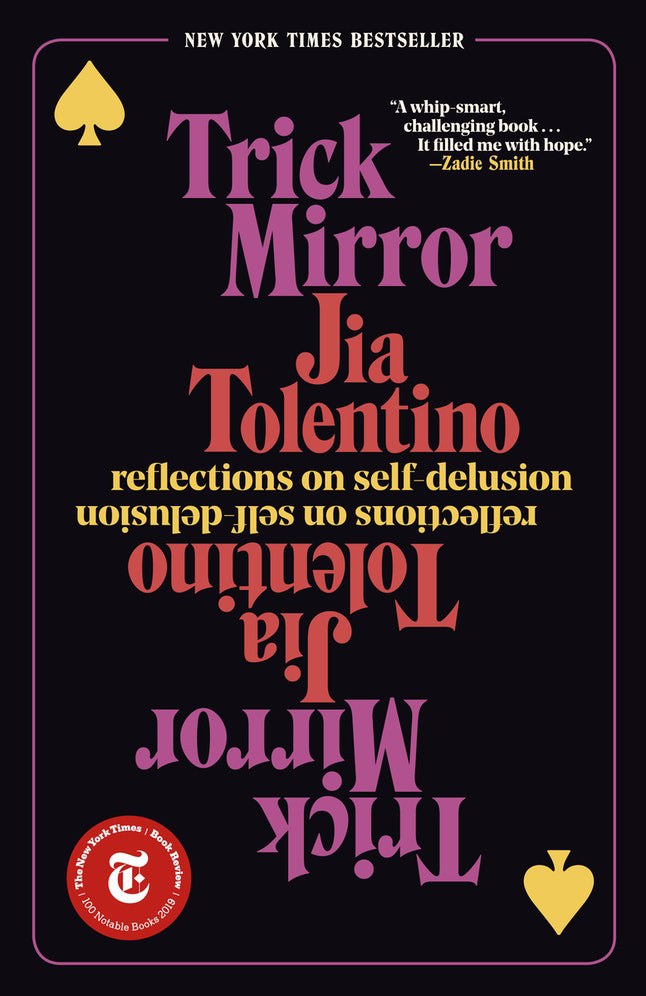 NEW YORK TIMES BESTSELLER
“A whip-smart,
challenging book . . .
It filled me with hope.”
—Zadie Smith
Trick
Mirror
Jia
Tolentino
reflections on self-delusion
reflections on self-delusion
Tolentino
Jia
Mirror
Trick
The New York Times | Book Review
T
| 100 Notable Books 2019 |